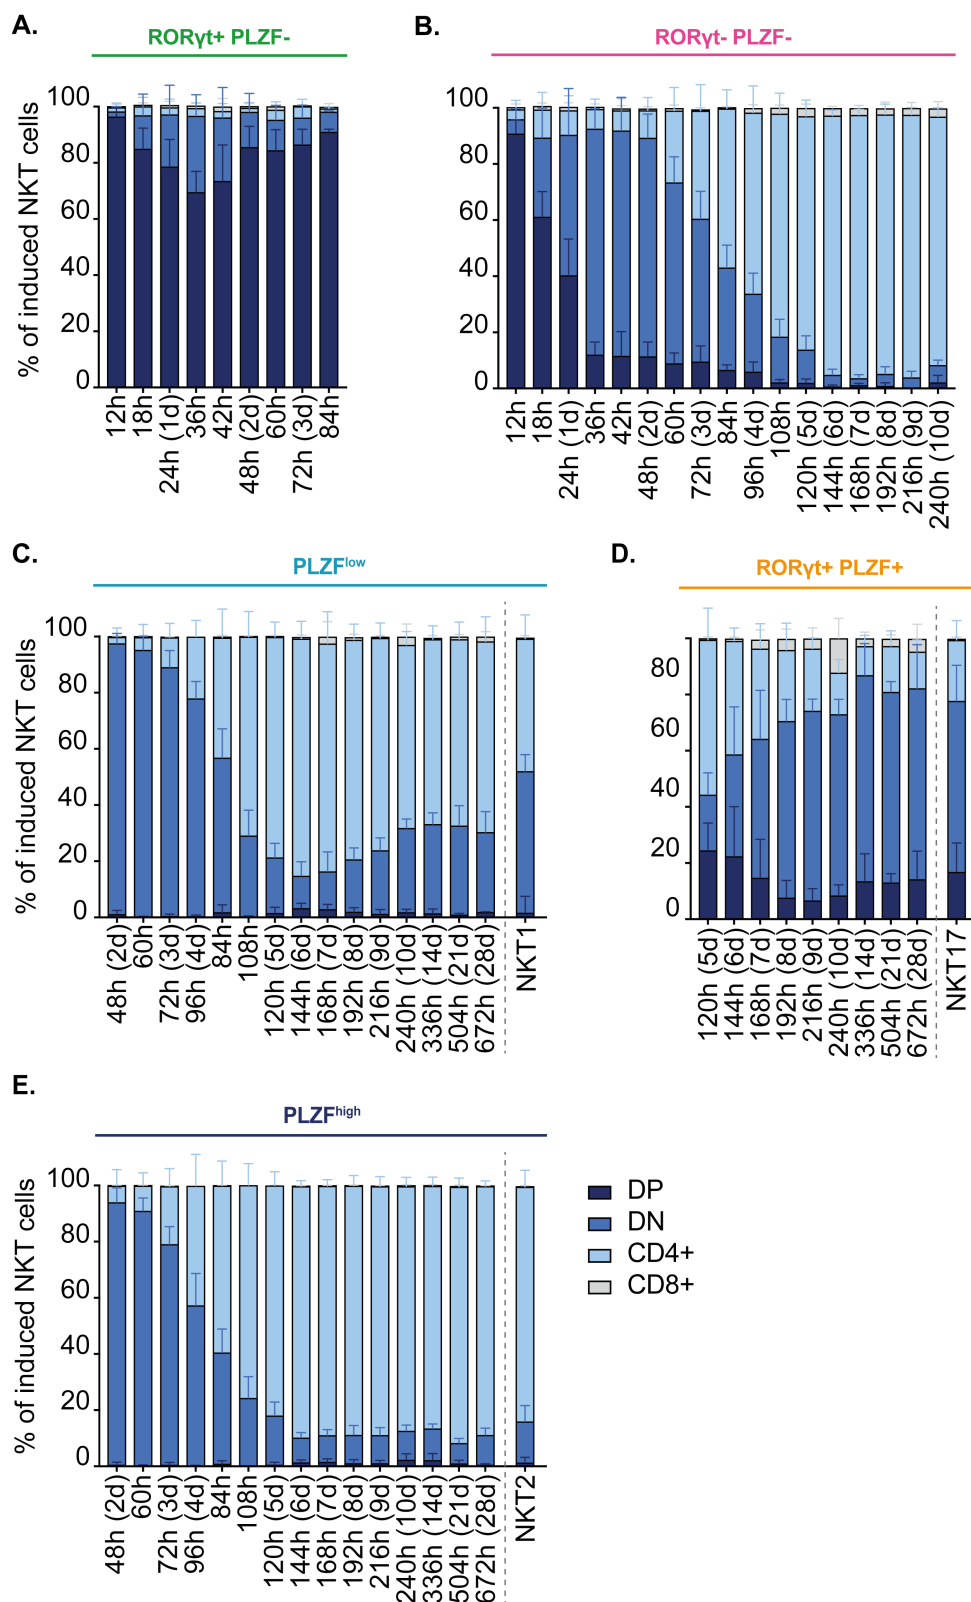 A.
RORγt+ PLZF-
% of induced NKT cells
100
80
60
40
20
0
12h
18h
24h (1d)
36h
42h
48h (2d)
60h
72h (3d)
84h
B.
RORγt- PLZF-
100
80
60
40
20
0
12h
18h
24h (1d)
36h
42h
48h (2d)
60h
72h (3d)
84h
96h (4d)
108h
120h (5d)
144h (6d)
168h (7d)
192h (8d)
216h (9d)
240h (10d)
C.
PLZFlow
% of induced NKT cells
100
80
60
40
20
0
48h (2d)
60h
72h (3d)
96h (4d)
84h
108h
120h (5d)
144h (6d)
168h (7d)
192h (8d)
216h (9d)
240h (10d)
336h (14d)
504h (21d)
672h (28d)
NKT1
D.
RORγt+ PLZF+
100
80
60
40
20
0
120h (5d)
144h (6d)
168h (7d)
192h (8d)
216h (9d)
240h (10d)
336h (14d)
504h (21d)
672h (28d)
NKT17
E.
PLZFhigh
% of induced NKT cells
100
80
60
40
20
0
48h (2d)
60h
72h (3d)
96h (4d)
84h
108h
120h (5d)
144h (6d)
168h (7d)
192h (8d)
216h (9d)
240h (10d)
336h (14d)
504h (21d)
672h (28d)
NKT2
DP
DN
CD4+
CD8+